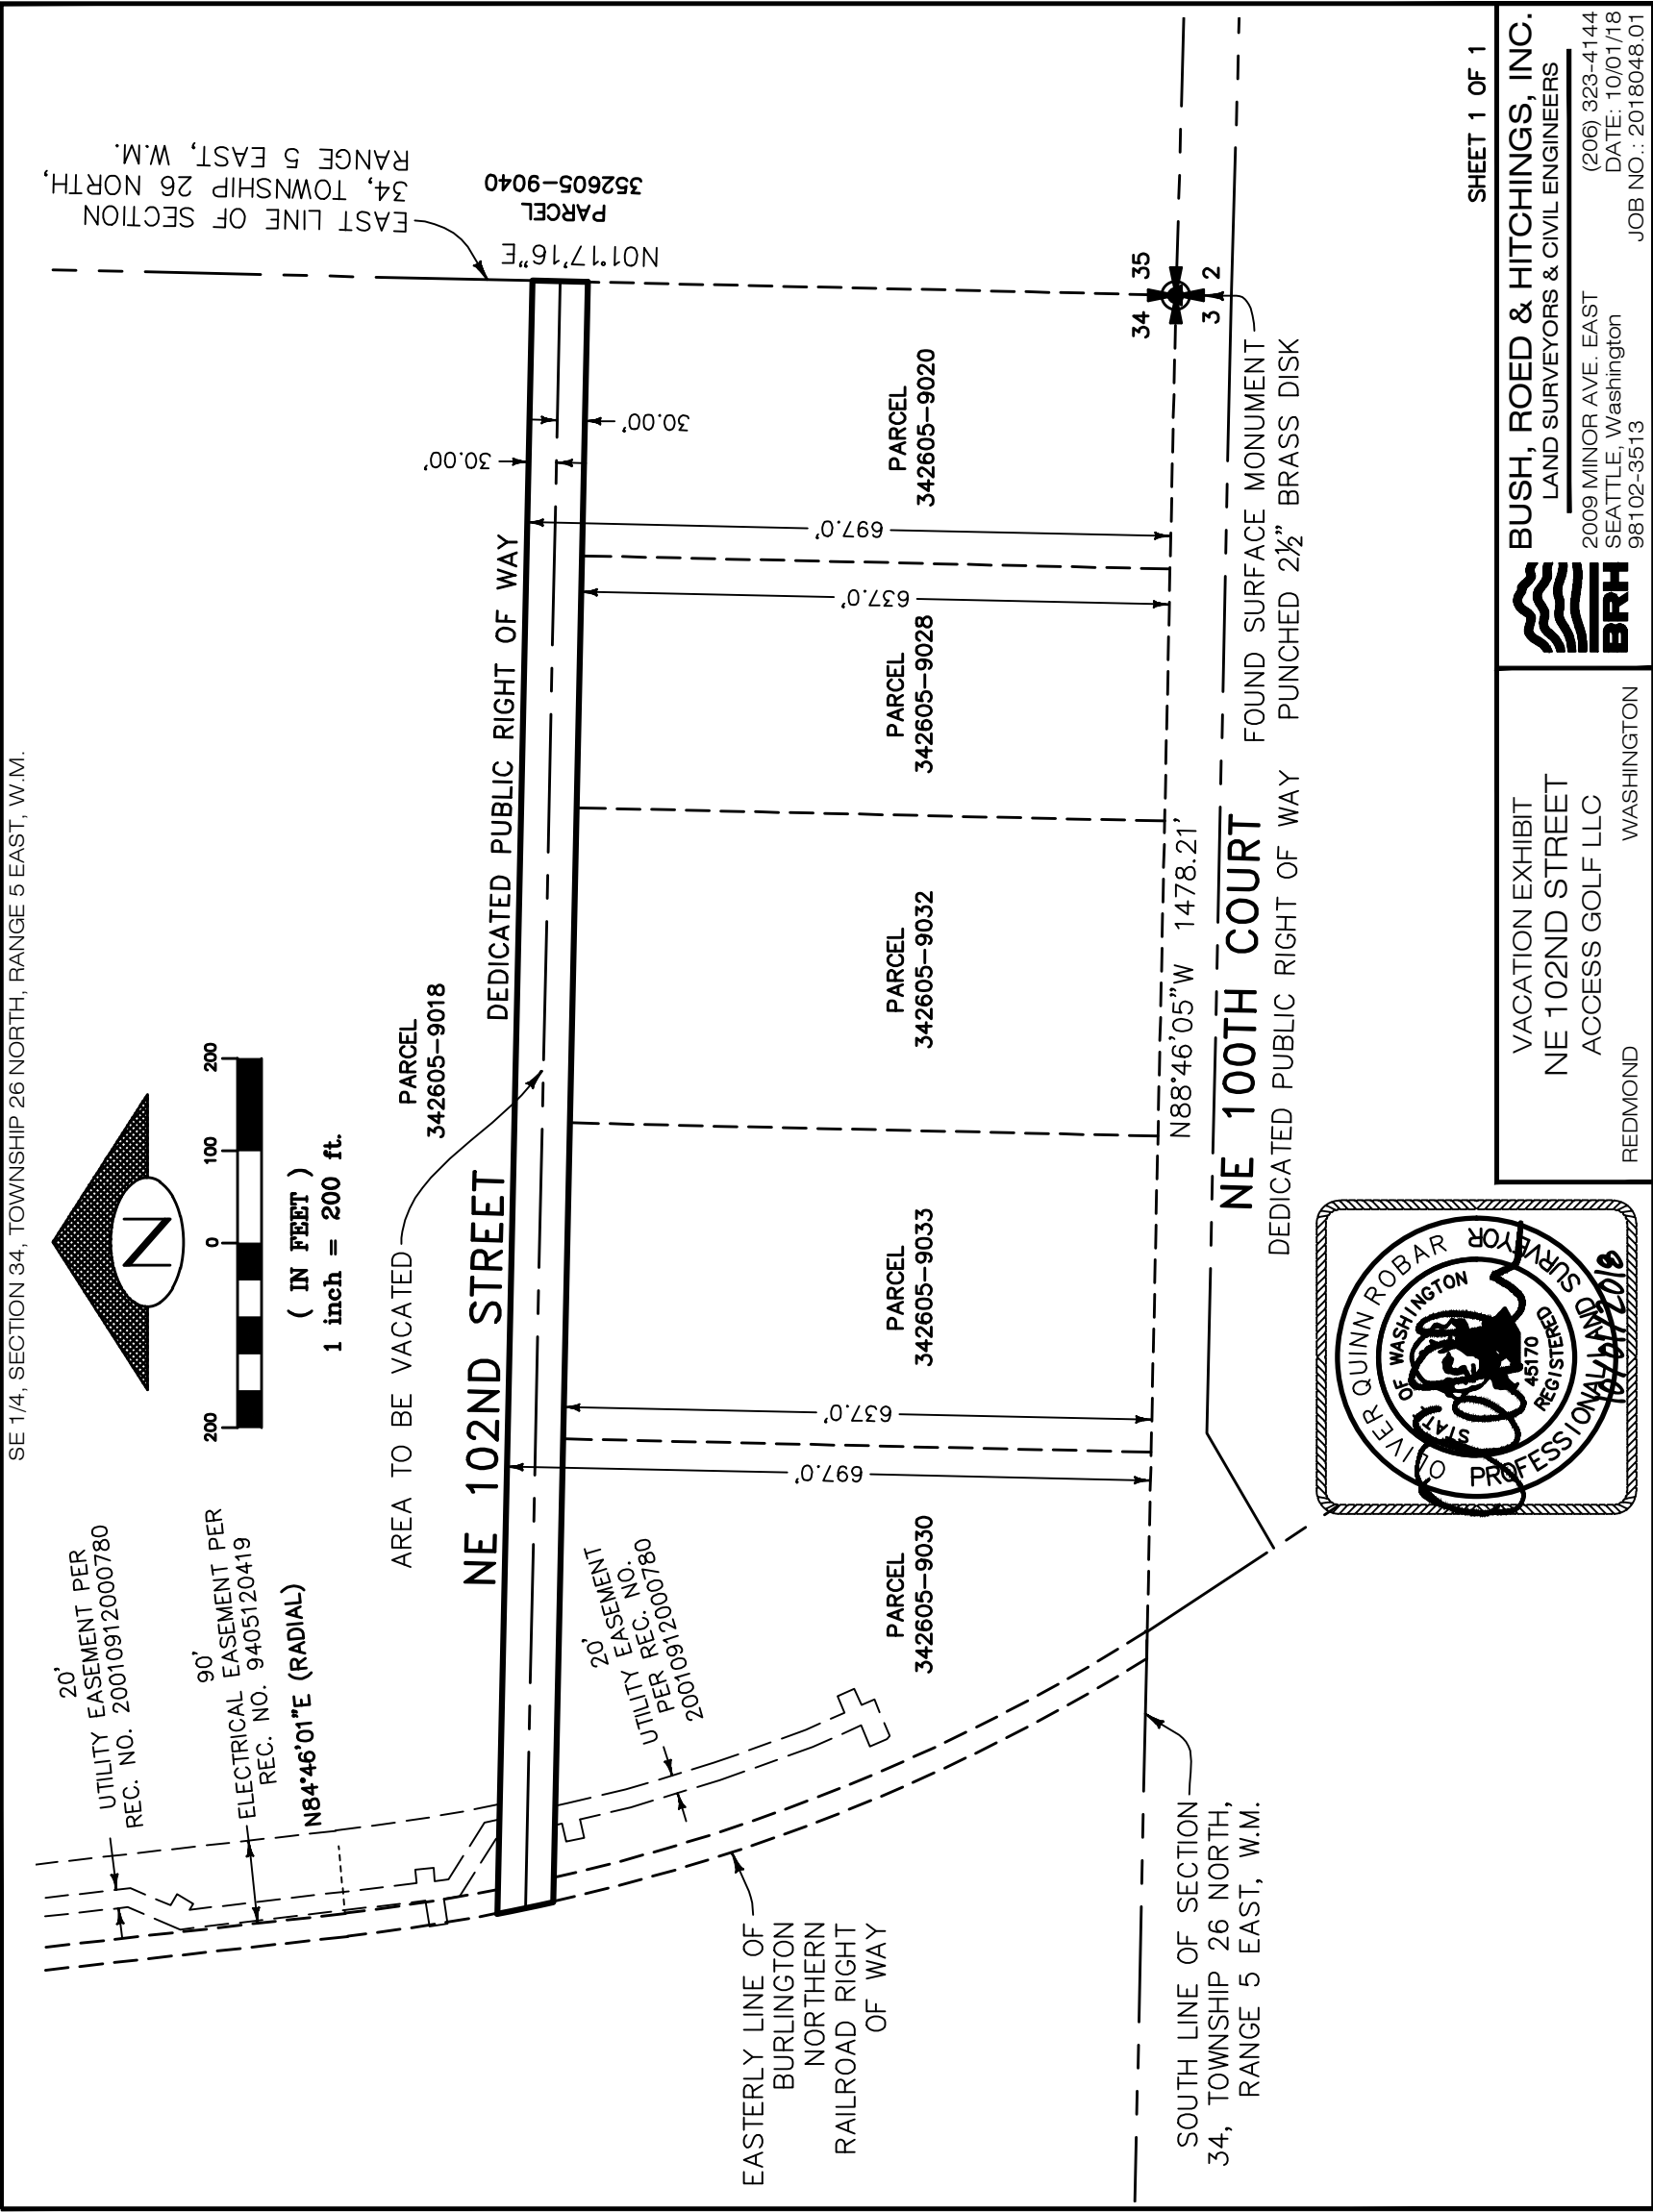 SE 1/4, SECTION 34, TOWNSHIP 26 NORTH, RANGE 5 EAST, W.M.
N
200
0
100
200
( IN FEET )
1 inch = 200 ft.
20'
UTILITY EASEMENT PER
REC. NO. 20010912000780
90'
ELECTRICAL EASEMENT PER
REC. NO. 9405120419
N84°46'01"E (RADIAL)
EAST LINE OF SECTION
34, TOWNSHIP 26 NORTH,
RANGE 5 EAST, W.M.
AREA TO BE VACATED
PARCEL
342605-9018
NE 102ND STREET
DEDICATED PUBLIC RIGHT OF WAY
30.00'
30.00'
N01°17'16"E
PARCEL
352605-9040
20'
UTILITY EASEMENT
PER REC. NO.
20010912000780
697.0'
637.0'
637.0'
697.0'
PARCEL
342605-9030
PARCEL
342605-9033
PARCEL
342605-9032
PARCEL
342605-9028
PARCEL
342605-9020
EASTERLY LINE OF
BURLINGTON
NORTHERN
RAILROAD RIGHT
OF WAY
34 35
3 2
N88°46'05"W 1478.21'
SOUTH LINE OF SECTION
34, TOWNSHIP 26 NORTH,
RANGE 5 EAST, W.M.
NE 100TH COURT
DEDICATED PUBLIC RIGHT OF WAY
FOUND SURFACE MONUMENT
PUNCHED 2½" BRASS DISK
OLIVER QUINN ROBAR
STATE OF WASHINGTON
45170
REGISTERED
PROFESSIONAL LAND SURVEYOR
10/01/2018
SHEET 1 OF 1
VACATION EXHIBIT
NE 102ND STREET
ACCESS GOLF LLC
REDMOND WASHINGTON
BRH
BUSH, ROED & HITCHINGS, INC.
LAND SURVEYORS & CIVIL ENGINEERS
2009 MINOR AVE. EAST (206) 323-4144
SEATTLE, Washington DATE: 10/01/18
98102-3513 JOB NO.: 2018048.01